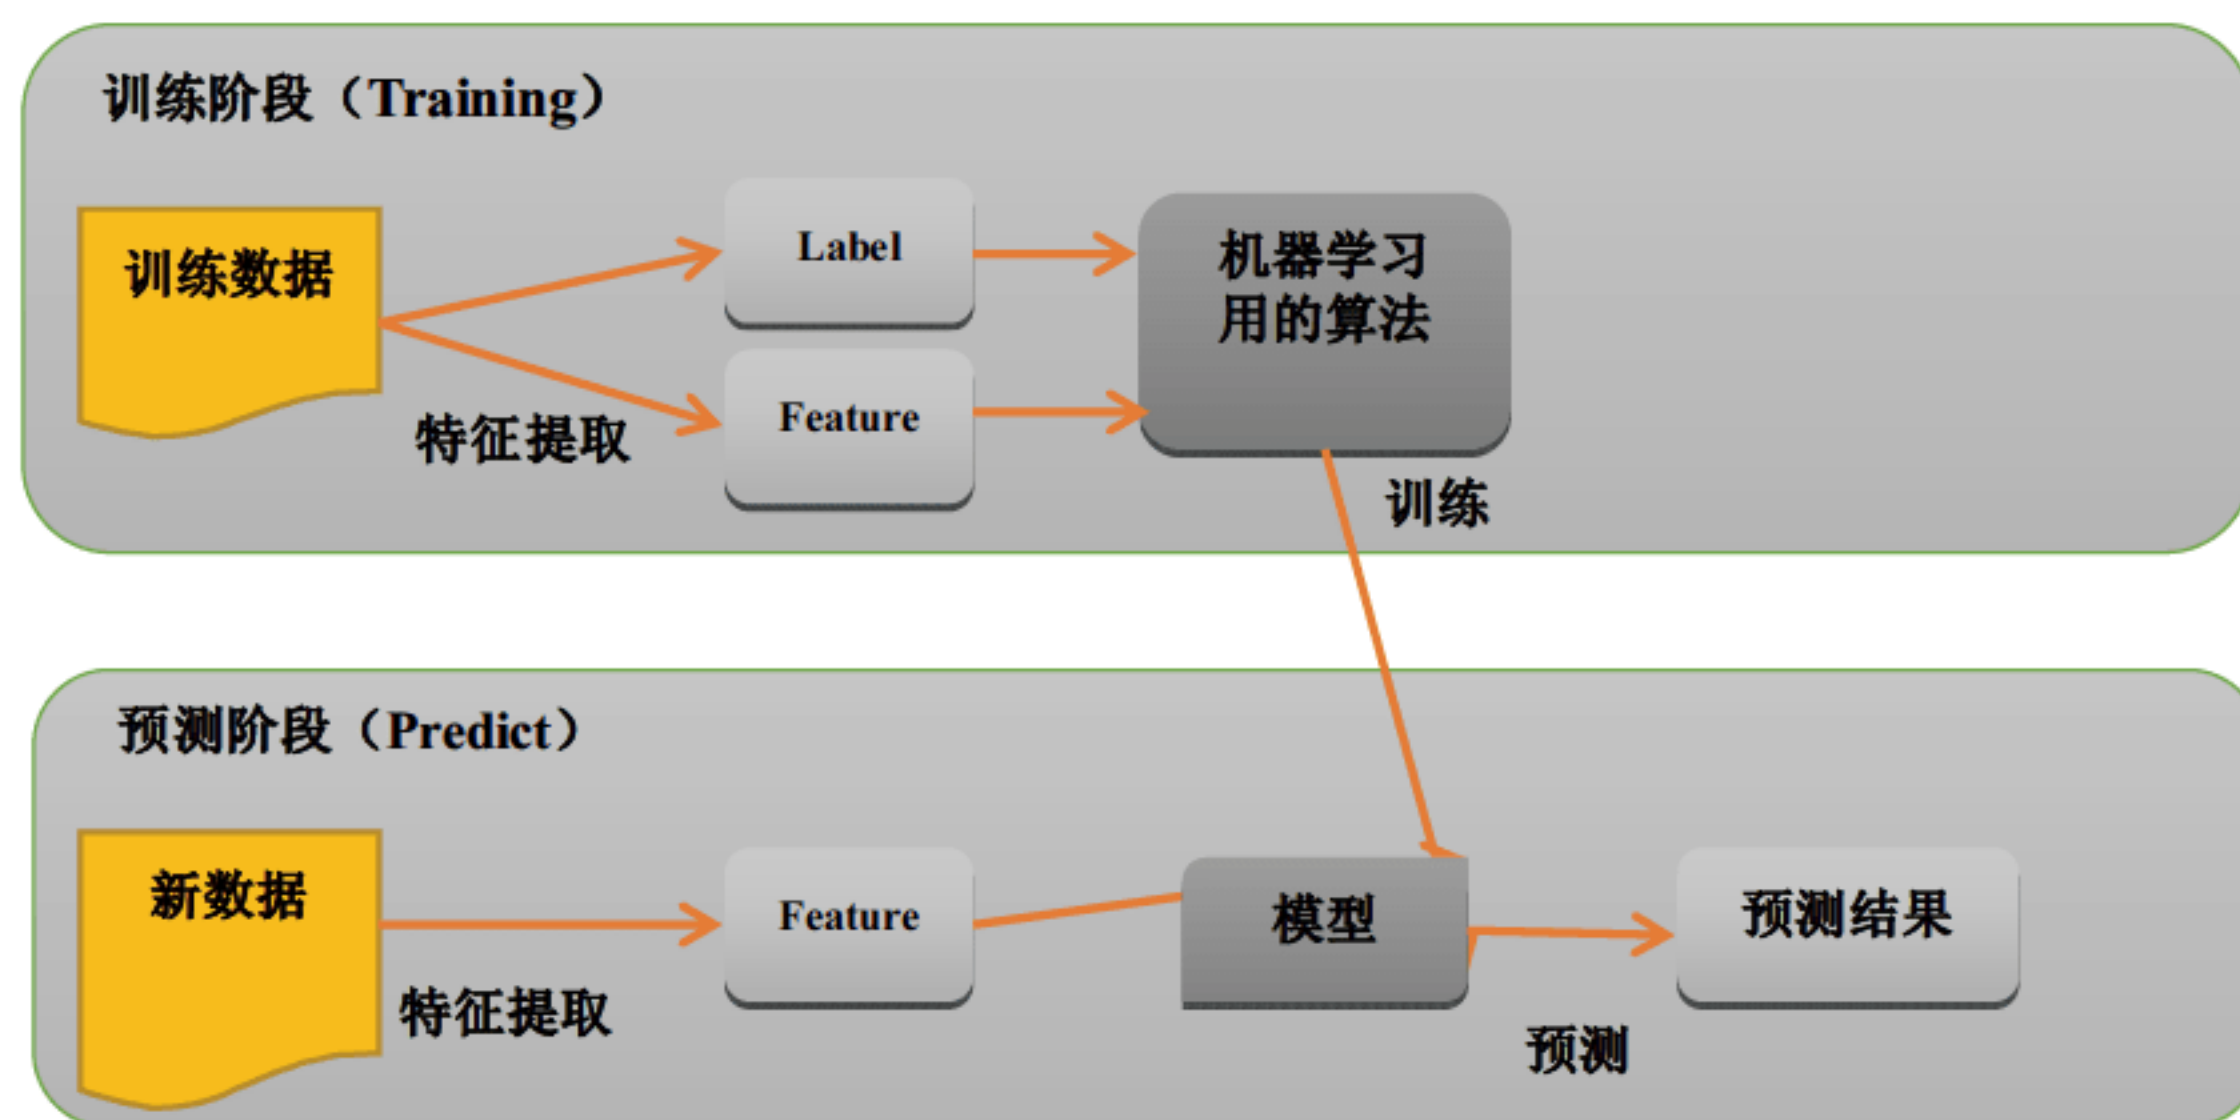 训练阶段（Training）
训练数据
特征提取
Label
Feature
机器学习
用的算法
训练
预测阶段（Predict）
新数据
特征提取
Feature
模型
预测
预测结果